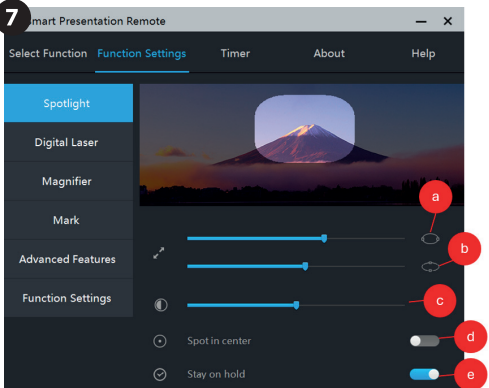 7
Smart Presentation Remote
Select Function Function Settings Timer About Help
Spotlight
Digital Laser
Magnifier
Mark
Advanced Features
Function Settings
a
b
c
Spot in center
d
Stay on hold
e